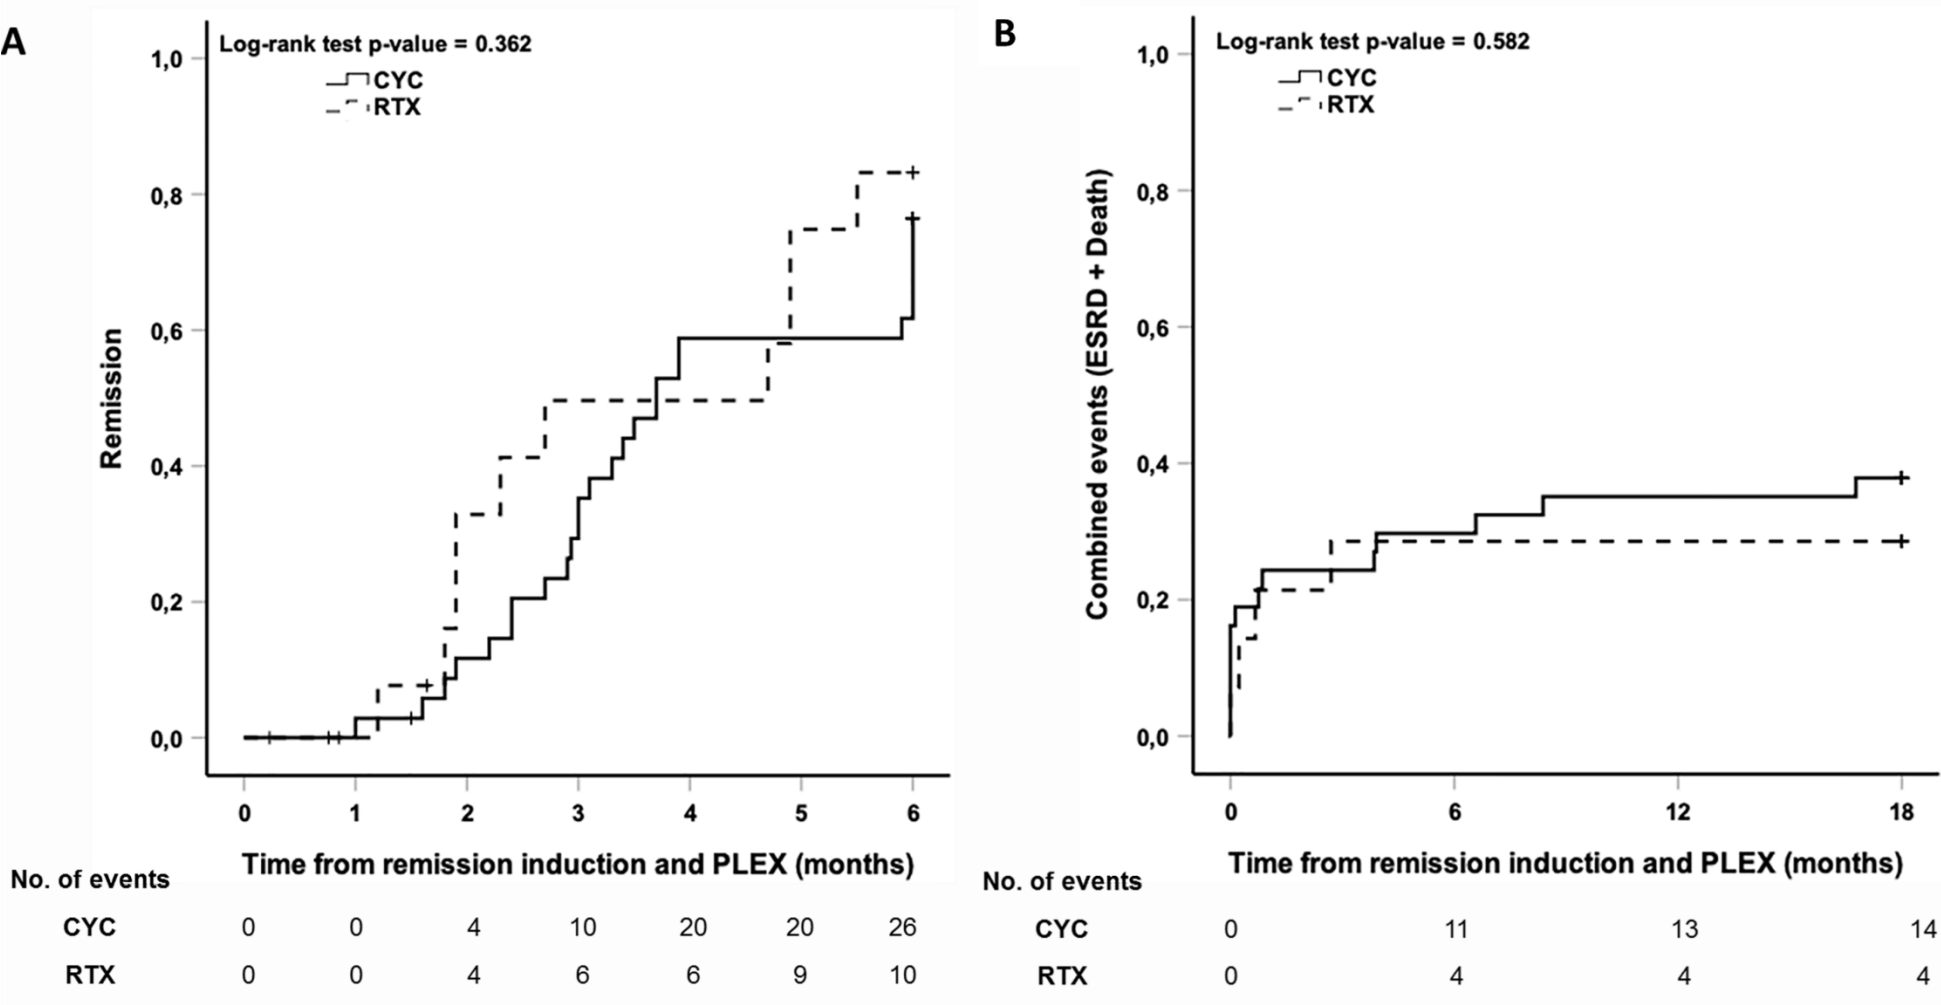 A
Log-rank test p-value = 0.362
CYC
RTX
1,0
0,8
0,6
0,4
0,2
0,0
Remission
0 1 2 3 4 5 6
Time from remission induction and PLEX (months)
No. of events
CYC 0 0 4 10 20 20 26
RTX 0 0 4 6 6 9 10
B
Log-rank test p-value = 0.582
CYC
RTX
1,0
0,8
0,6
0,4
0,2
0,0
Combined events (ESRD + Death)
0 6 12 18
Time from remission induction and PLEX (months)
No. of events
CYC 0 11 13 14
RTX 0 4 4 4